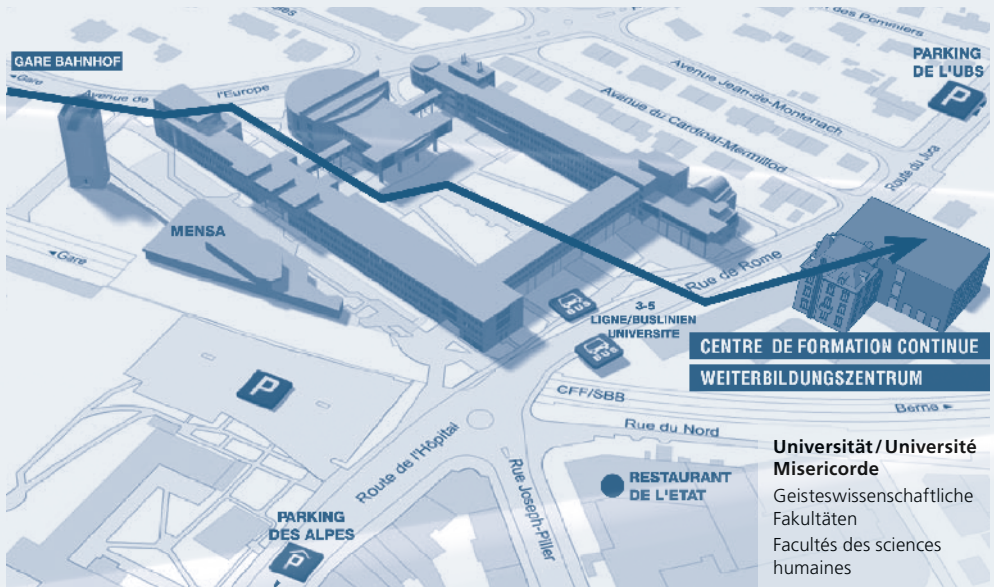 GARE BAHNHOF
◄Gare
Avenue de
l'Europe
des Pommiers
PARKING
DE L'UBS
P
Avenue Jean-de-Montenach
Avenue du Cardinal-Mermillod
Route du Jura
MENSA
◄Gare
Rue de Rome
3-5
LIGNE/BUSLINIEN
UNIVERSITE
CENTRE DE FORMATION CONTINUE
WEITERBILDUNGSZENTRUM
P
CFF/SBB
Berne ►
Rue du Nord
Route de l'Hôpital
Rue Joseph-Piller
RESTAURANT
DE L'ETAT
PARKING
DES ALPES
P
Universität/Université
Misericorde
Geisteswissenschaftliche
Fakultäten
Facultés des sciences
humaines